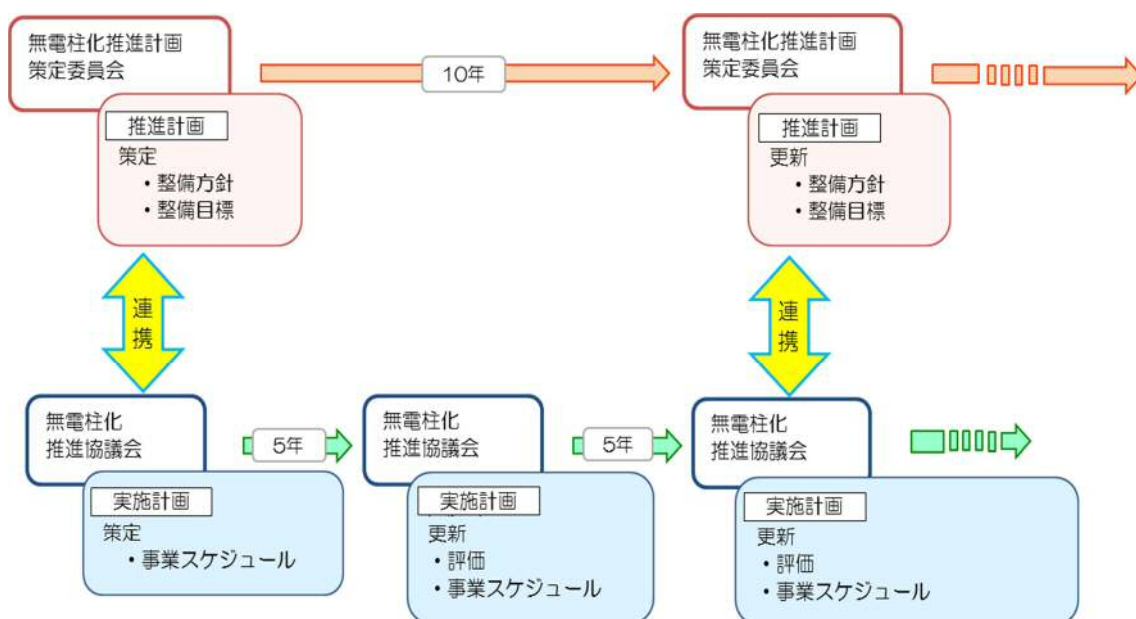 無電柱化推進計画
策定委員会
推進計画
策定
・整備方針
・整備目標
10年
無電柱化推進計画
策定委員会
推進計画
更新
・整備方針
・整備目標
連携
連携
無電柱化
推進協議会
実施計画
策定
・事業スケジュール
5年
無電柱化
推進協議会
実施計画
更新
・評価
・事業スケジュール
5年
無電柱化
推進協議会
実施計画
更新
・評価
・事業スケジュール